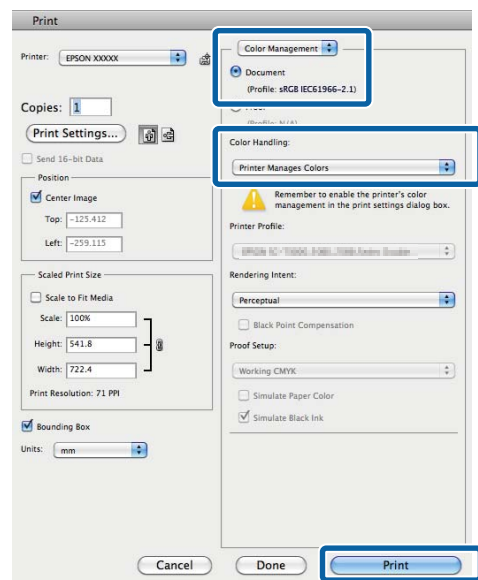 Print
Printer: EPSON XXXXX
Copies: 1
Print Settings...
Send 16-bit Data
Position
Center Image
Top: -125.412
Left: -259.115
Scaled Print Size
Scale to Fit Media
Scale: 100%
Height: 541.8
Width: 722.4
Print Resolution: 71 PPI
Bounding Box
Units: mm
Color Management
Document
(Profile: sRGB IEC61966-2.1)
Color Handling:
Printer Manages Colors
Remember to enable the printer's color
management in the print settings dialog box.
Printer Profile:
Rendering Intent:
Perceptual
Black Point Compensation
Proof Setup:
Working CMYK
Simulate Paper Color
Simulate Black Ink
Cancel
Done
Print